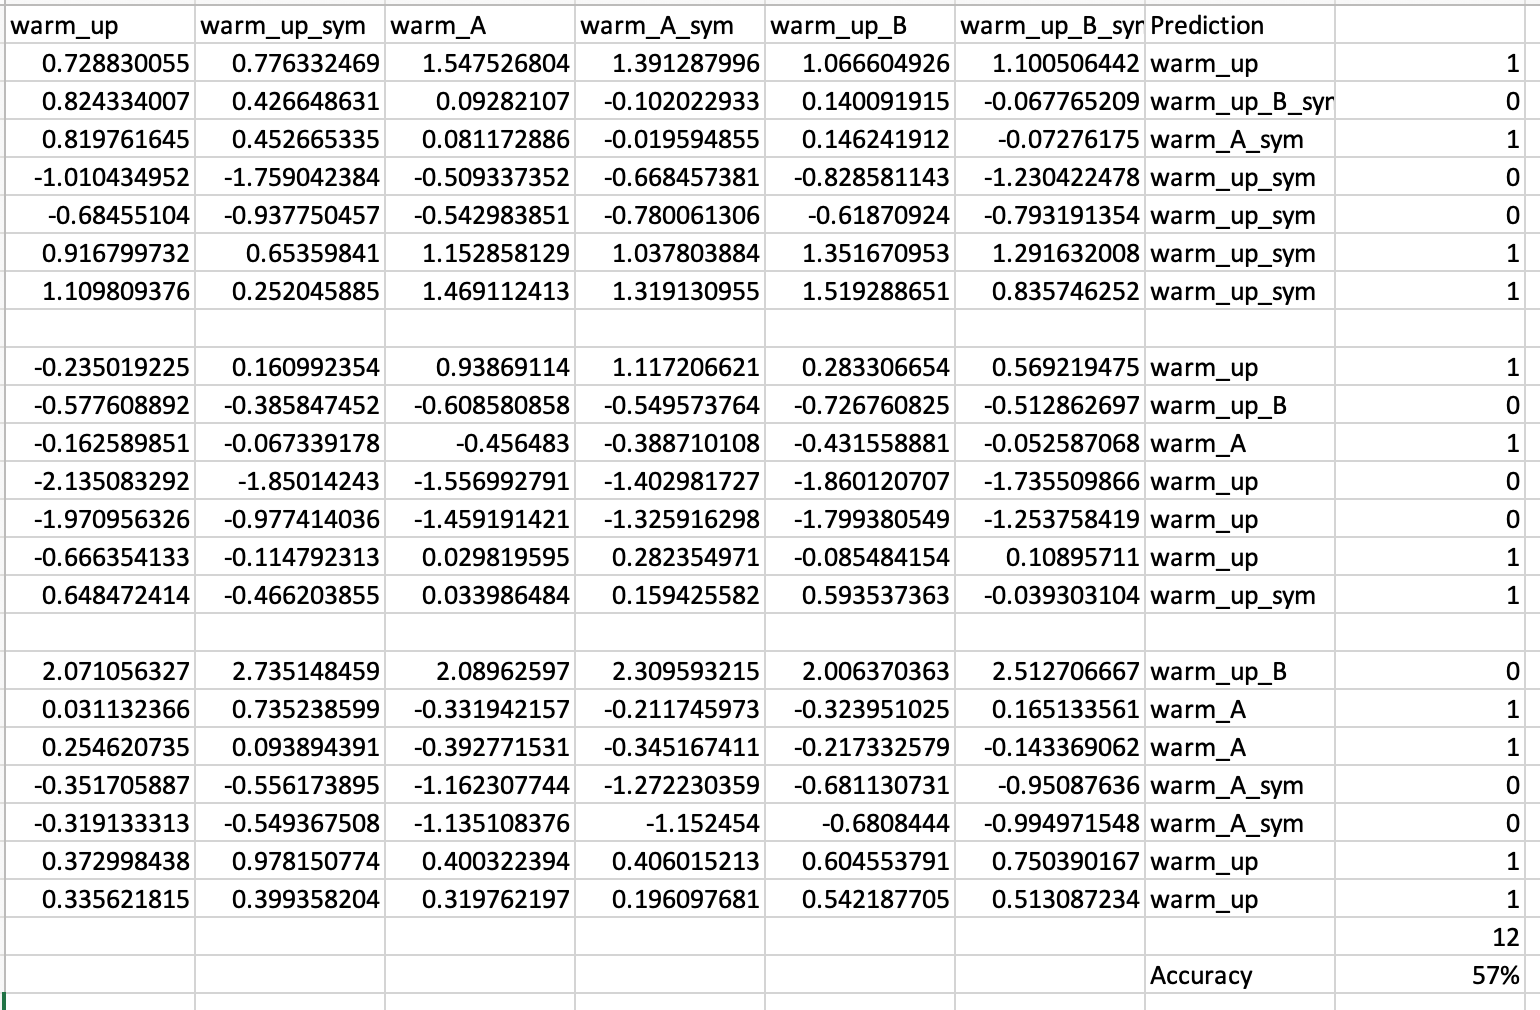 warm_up warm_up_sym warm_A warm_A_sym warm_up_B warm_up_B_syr Prediction
0.728830055 0.776332469 1.547526804 1.391287996 1.066604926 1.100506442 warm_up 1
0.824334007 0.426648631 0.09282107 -0.102022933 0.140091915 -0.067765209 warm_up_B_syr 0
0.819761645 0.452665335 0.081172886 -0.019594855 0.146241912 -0.07276175 warm_A_sym 1
-1.010434952 -1.759042384 -0.509337352 -0.668457381 -0.828581143 -1.230422478 warm_up_sym 0
-0.68455104 -0.937750457 -0.542983851 -0.780061306 -0.61870924 -0.793191354 warm_up_sym 0
0.916799732 0.65359841 1.152858129 1.037803884 1.351670953 1.291632008 warm_up_sym 1
1.109809376 0.252045885 1.469112413 1.319130955 1.519288651 0.835746252 warm_up_sym 1
-0.235019225 0.160992354 0.93869114 1.117206621 0.283306654 0.569219475 warm_up 1
-0.577608892 -0.385847452 -0.608580858 -0.549573764 -0.726760825 -0.512862697 warm_up_B 0
-0.162589851 -0.067339178 -0.456483 -0.388710108 -0.431558881 -0.052587068 warm_A 1
-2.135083292 -1.85014243 -1.556992791 -1.402981727 -1.860120707 -1.735509866 warm_up 0
-1.970956326 -0.977414036 -1.459191421 -1.325916298 -1.799380549 -1.253758419 warm_up 0
-0.666354133 -0.114792313 0.029819595 0.282354971 -0.085484154 0.10895711 warm_up 1
0.648472414 -0.466203855 0.033986484 0.159425582 0.593537363 -0.039303104 warm_up_sym 1
2.071056327 2.735148459 2.08962597 2.309593215 2.006370363 2.512706667 warm_up_B 0
0.031132366 0.735238599 -0.331942157 -0.211745973 -0.323951025 0.165133561 warm_A 1
0.254620735 0.093894391 -0.392771531 -0.345167411 -0.217332579 -0.143369062 warm_A 1
-0.351705887 -0.556173895 -1.162307744 -1.272230359 -0.681130731 -0.95087636 warm_A_sym 0
-0.319133313 -0.549367508 -1.135108376 -1.152454 -0.6808444 -0.994971548 warm_A_sym 0
0.372998438 0.978150774 0.400322394 0.406015213 0.604553791 0.750390167 warm_up 1
0.335621815 0.399358204 0.319762197 0.196097681 0.542187705 0.513087234 warm_up 1
12
Accuracy 57%